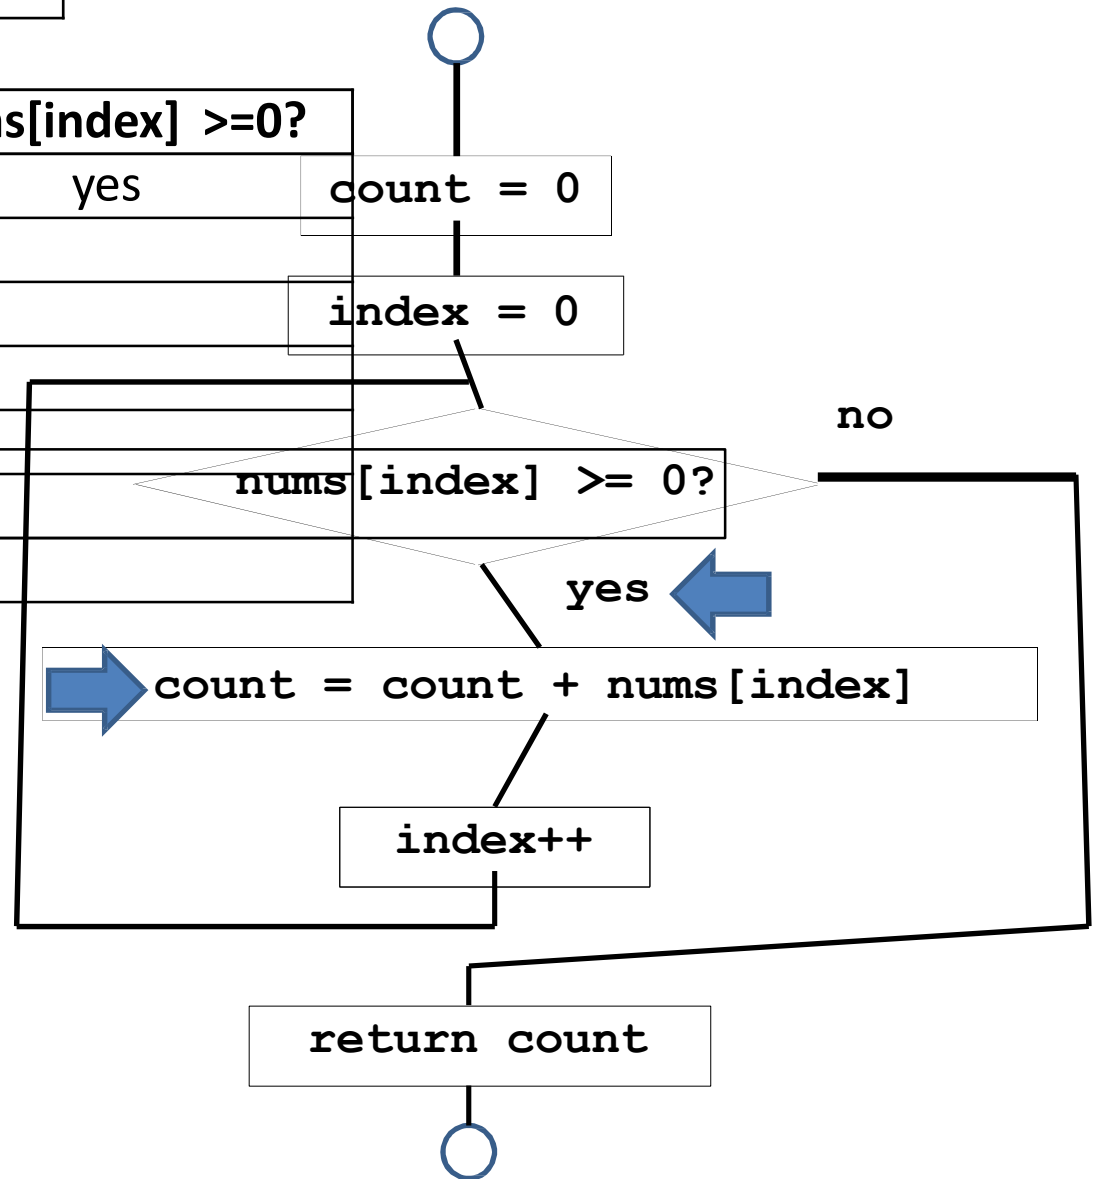 s[index] >=0?
yes
count = 0
index = 0
no
nums[index] >= 0?
yes
count = count + nums[index]
index++
return count